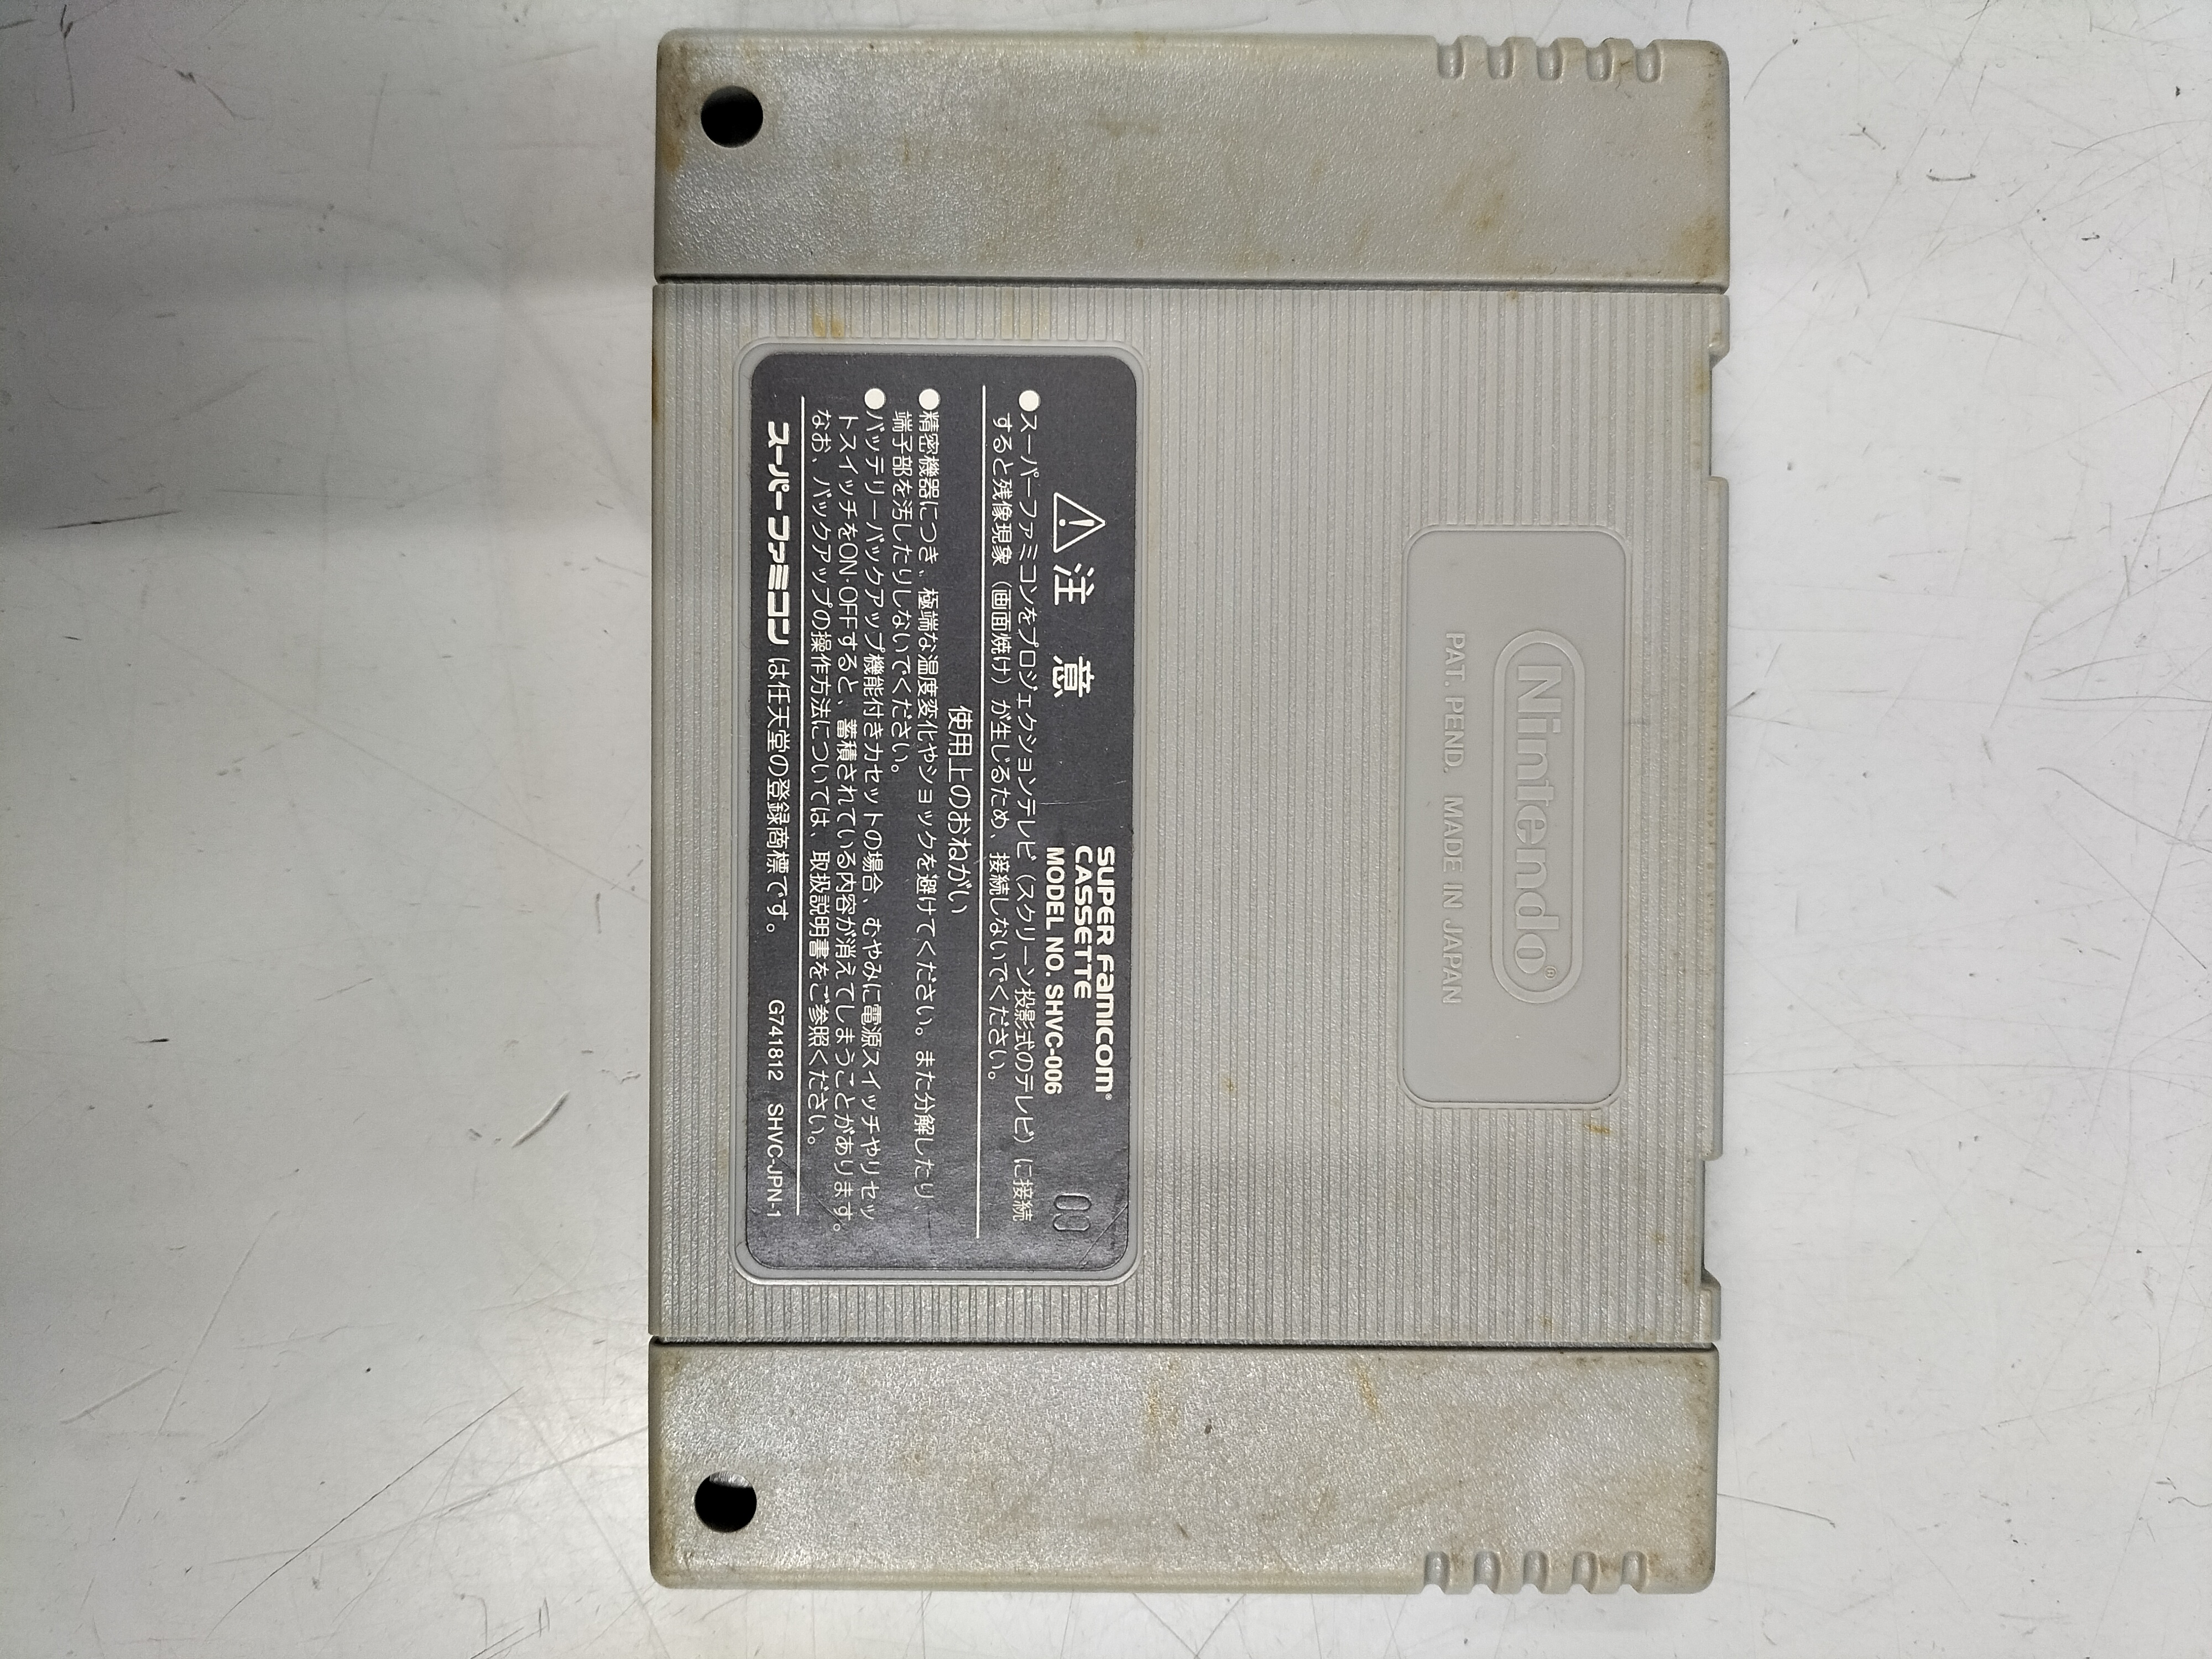 Nintendo®
PAT. PEND. MADE IN JAPAN
SUPER FAMICOM®
CASSETTE
MODEL NO. SHVC-006
⚠注意
00
●スーパーファミコンをプロジェクションテレビ（スクリーン投影式のテレビ）に接続
すると残像現象（画面焼け）が生じるため、接続しないでください。
使用上のおねがい
●精密機器につき、極端な温度変化やショックを避けてください。また分解したり、
端子部を汚したりしないでください。
●バッテリーバックアップ機能付きカセットの場合、むやみに電源スイッチやリセッ
トスイッチをON・OFFすると、蓄積されている内容が消えてしまうことがあります。
なお、バックアップの操作方法については、取扱説明書をご参照ください。
スーパーファミコンは任天堂の登録商標です。 G741812 SHVC-JPN-1